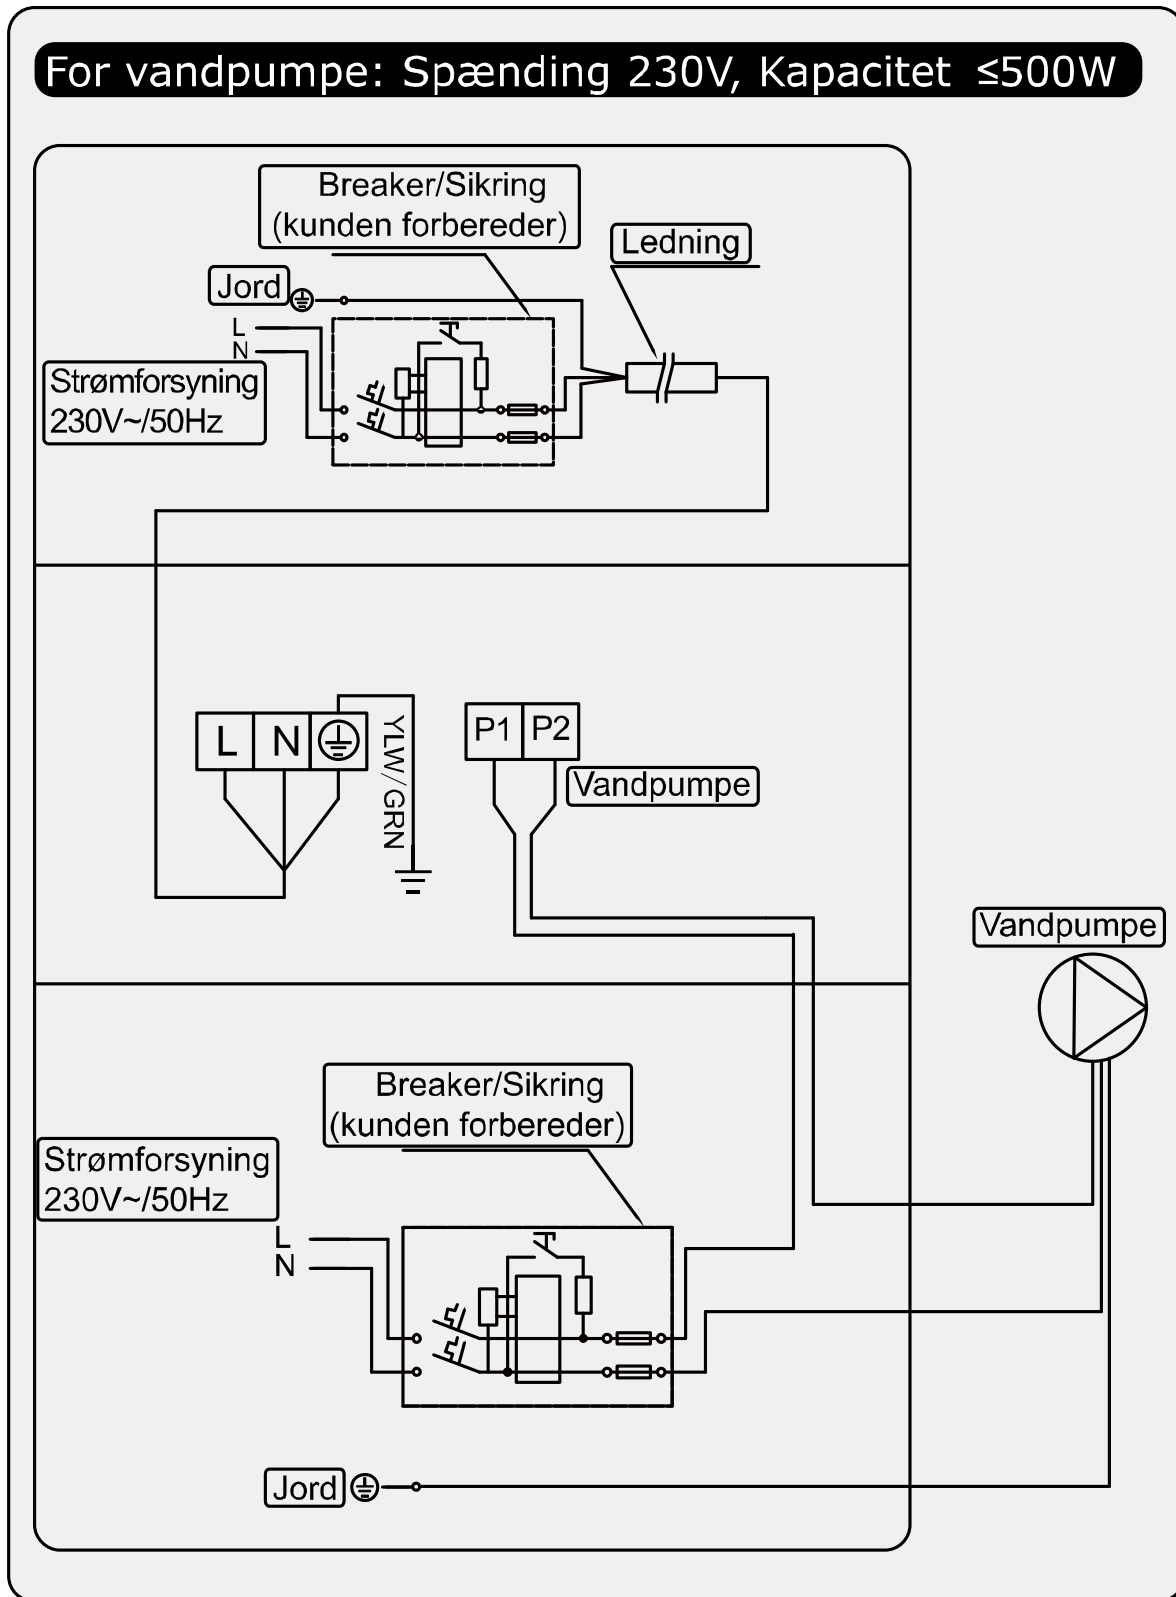 For vandpumpe: Spænding 230V, Kapacitet ≤500W
Breaker/Sikring
(kunden forbereder)
Ledning
Jord
L
N
Strømforsyning
230V~/50Hz
L N
YLW/GRN
P1 P2
Vandpumpe
Vandpumpe
Breaker/Sikring
(kunden forbereder)
Strømforsyning
230V~/50Hz
L
N
Jord